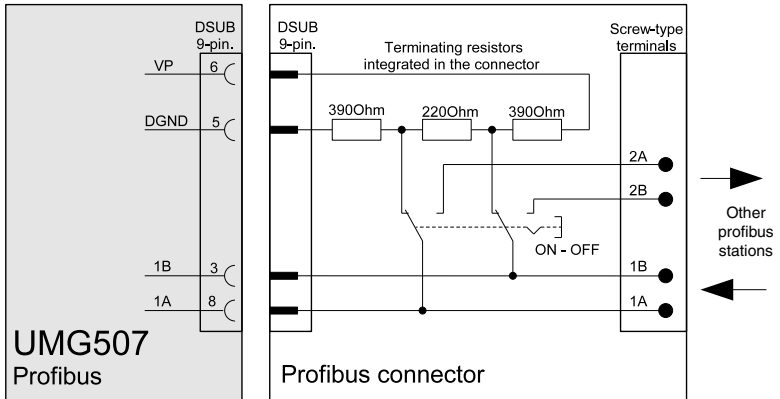 DSUB
9-pin.
DSUB
9-pin.
Terminating resistors
integrated in the connector
Screw-type
terminals
VP
6
DGND
5
390Ohm
220Ohm
390Ohm
2A
2B
Other
profibus
stations
ON - OFF
1B
3
1B
1A
8
1A
UMG507
Profibus
Profibus connector